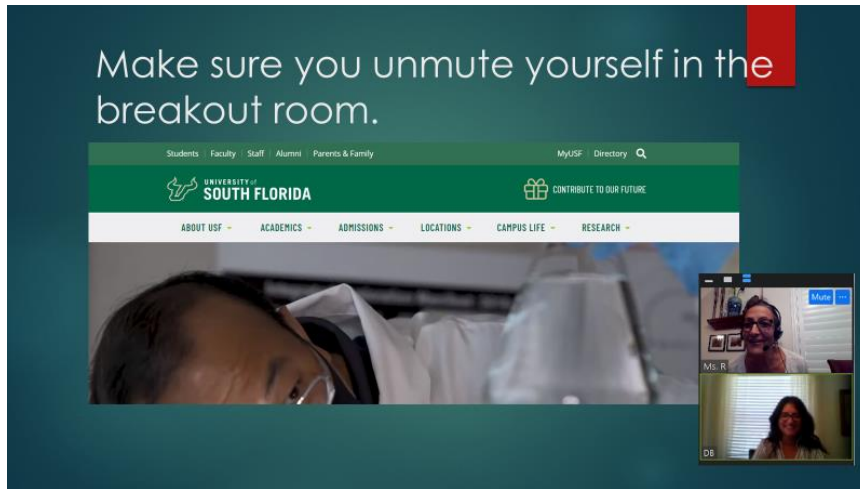 Make sure you unmute yourself in the
breakout room.
Students Faculty Staff Alumni Parents & Family
MyUSF Directory
UNIVERSITY of
SOUTH FLORIDA
CONTRIBUTE TO OUR FUTURE
ABOUT USF ACADEMICS ADMISSIONS LOCATIONS CAMPUS LIFE RESEARCH
Mute ...
Ms. R
DB